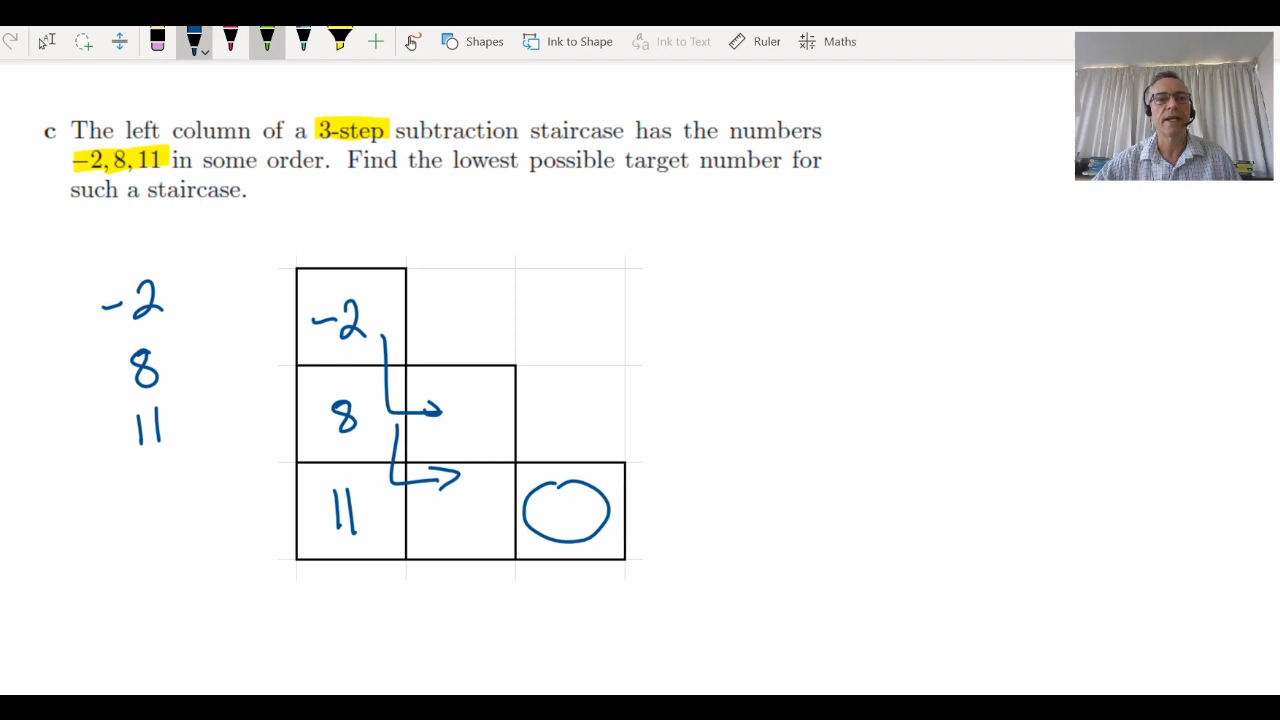 Shapes Ink to Shape Ink to Text Ruler Maths
c The left column of a 3-step subtraction staircase has the numbers
−2, 8, 11 in some order. Find the lowest possible target number for
such a staircase.
-2
8
11
-2
8
11